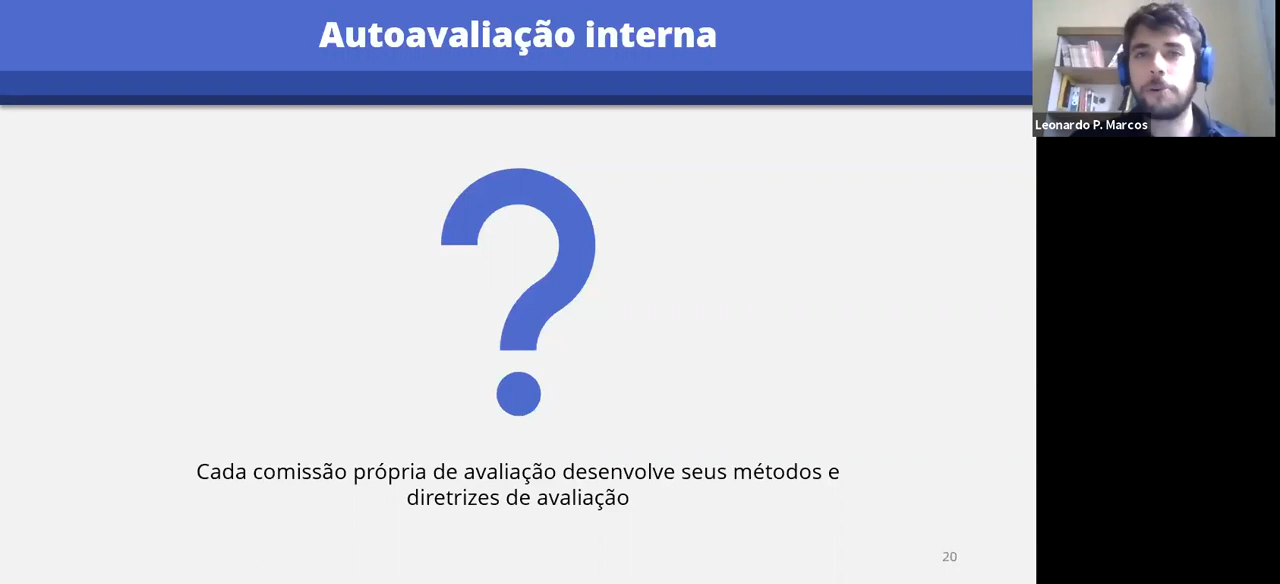 Autoavaliação interna
Leonardo P. Marcos
Cada comissão própria de avaliação desenvolve seus métodos e
diretrizes de avaliação
20